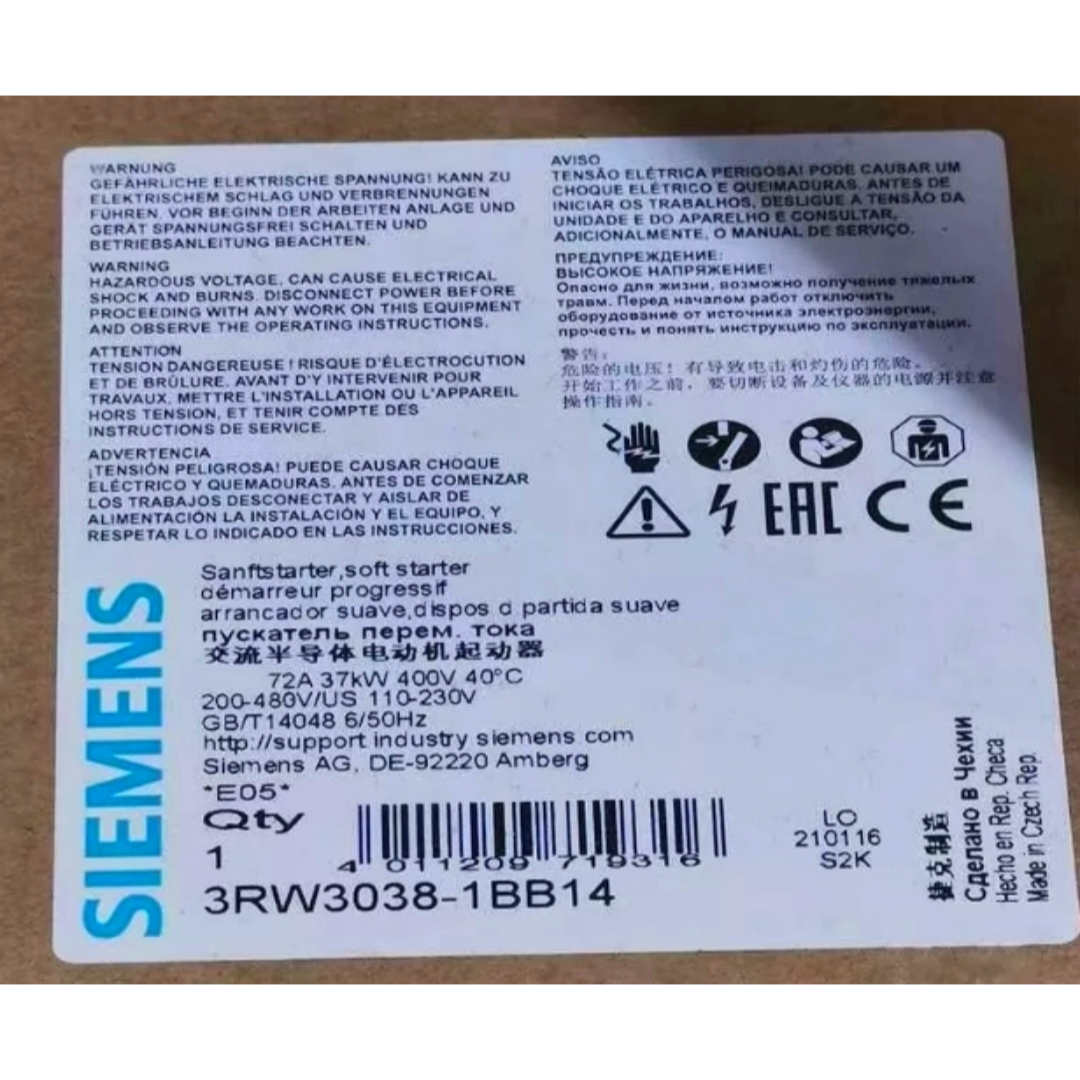 WARNUNG
GEFÄHRLICHE ELEKTRISCHE SPANNUNG! KANN ZU
ELEKTRISCHEM SCHLAG UND VERBRENNUNGEN
FÜHREN. VOR BEGINN DER ARBEITEN ANLAGE UND
GERÄT SPANNUNGSFREI SCHALTEN UND
BETRIEBSANLEITUNG BEACHTEN.
WARNING
HAZARDOUS VOLTAGE, CAN CAUSE ELECTRICAL
SHOCK AND BURNS. DISCONNECT POWER BEFORE
PROCEEDING WITH ANY WORK ON THIS EQUIPMENT
AND OBSERVE THE OPERATING INSTRUCTIONS.
ATTENTION
TENSION DANGEREUSE ! RISQUE D'ÉLECTROCUTION
ET DE BRÛLURE. AVANT D'Y INTERVENIR POUR
TRAVAUX, METTRE L'INSTALLATION OU L'APPAREIL
HORS TENSION, ET TENIR COMPTE DES
INSTRUCTIONS DE SERVICE.
ADVERTENCIA
¡TENSIÓN PELIGROSA! PUEDE CAUSAR CHOQUE
ELÉCTRICO Y QUEMADURAS. ANTES DE COMENZAR
LOS TRABAJOS DESCONECTAR Y AISLAR DE
ALIMENTACIÓN LA INSTALACIÓN Y EL EQUIPO, Y
RESPETAR LO INDICADO EN LAS INSTRUCCIONES.
AVISO
TENSÃO ELÉTRICA PERIGOSA! PODE CAUSAR UM
CHOQUE ELÉTRICO E QUEIMADURAS. ANTES DE
INICIAR OS TRABALHOS, DESLIGUE A TENSÃO DA
UNIDADE E DO APARELHO E CONSULTAR,
ADICIONALMENTE, O MANUAL DE SERVIÇO.
ПРЕДУПРЕЖДЕНИЕ:
ВЫСОКОЕ НАПРЯЖЕНИЕ!
Опасно для жизни, возможно получение тяжелых
травм. Перед началом работ отключить
оборудование от источника электроэнергии,
прочесть и понять инструкцию по эксплуатации.
警告:
危险的电压! 有导致电击和灼伤的危险。
开始工作之前, 要切断设备及仪器的电源并注意
操作指南。
EAC CE
SIEMENS
Sanftstarter,soft starter
démarreur progressif
arrancador suave,dispos d partida suave
пускатель перем. тока
交流半导体电动机起动器
72A 37kW 400V 40°C
200-480V/US 110-230V
GB/T14048 6/50Hz
http://support industry siemens com
Siemens AG, DE-92220 Amberg
*E05*
Qty
1
4 011209 719316
3RW3038-1BB14
LO
210116
S2K
捷克制造
Сделано в Чехии
Hecho en Rep. Checa
Made in Czech Rep.